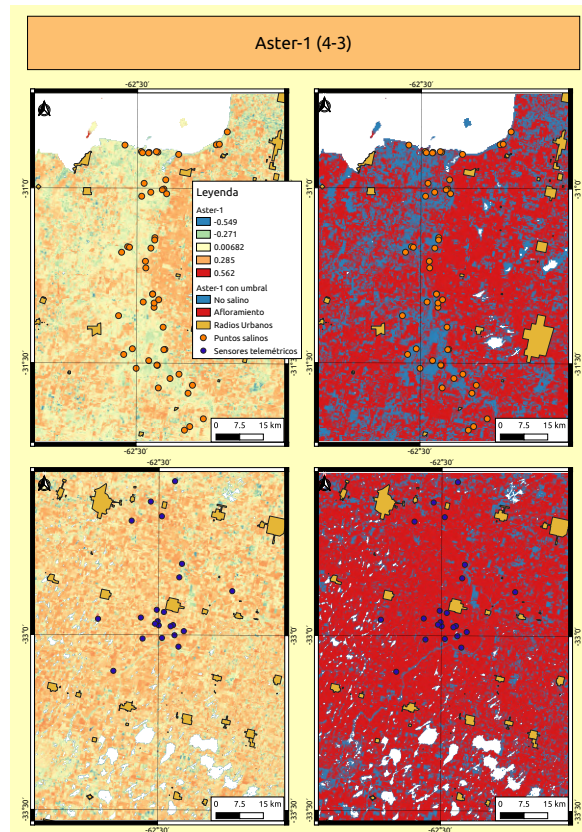 Aster-1 (4-3)
-62°30'
-62°30'
-31°0'
-31°0'
Leyenda
Aster-1
-0.549
-0.271
0.00682
0.285
0.562
Aster-1 con umbral
No salino
Afloramiento
Radios Urbanos
Puntos salinos
Sensores telemétricos
-31°30'
-31°30'
0 7.5 15 km
0 7.5 15 km
-62°30'
-62°30'
-62°30'
-62°30'
-33°0'
-33°0'
0 7.5 15 km
0 7.5 15 km
-33°30'
-33°30'
-62°30'
-62°30'